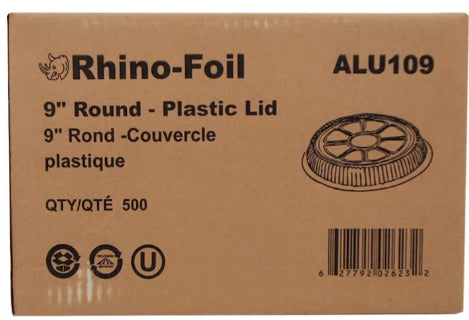 Rhino-Foil
ALU109
9" Round - Plastic Lid
9" Rond -Couvercle
plastique
QTY/QTÉ 500
U
6 27792 02623 2